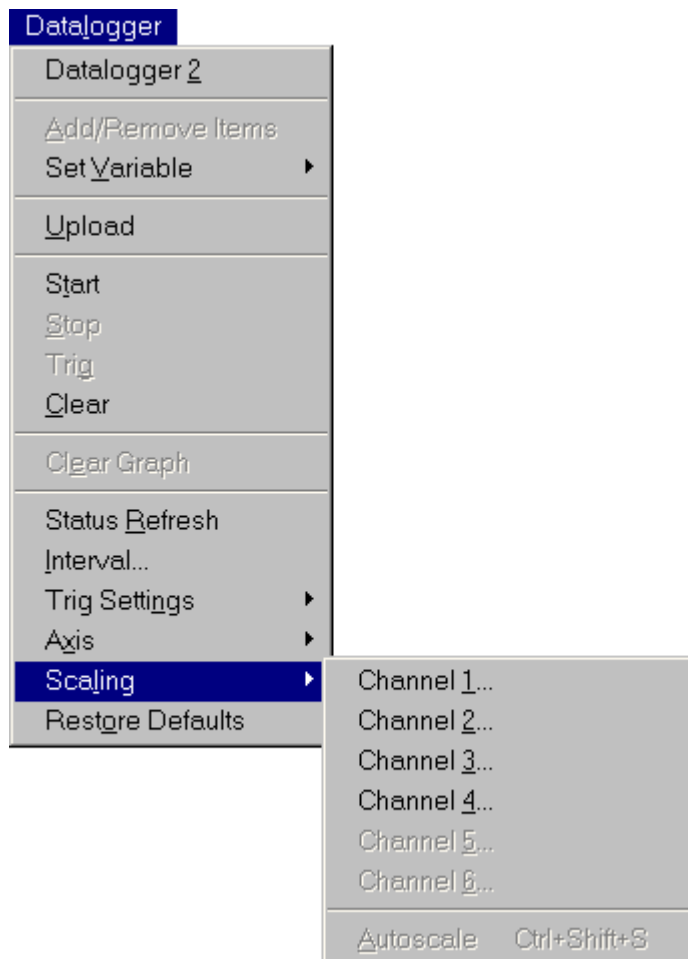 Datalogger
Datalogger 2
Add/Remove Items
Set Variable
Upload
Start
Stop
Trig
Clear
Clear Graph
Status Refresh
Interval...
Trig Settings
Axis
Scaling
Restore Defaults
Channel 1...
Channel 2...
Channel 3...
Channel 4...
Channel 5...
Channel 6...
Autoscale Ctrl+Shift+S